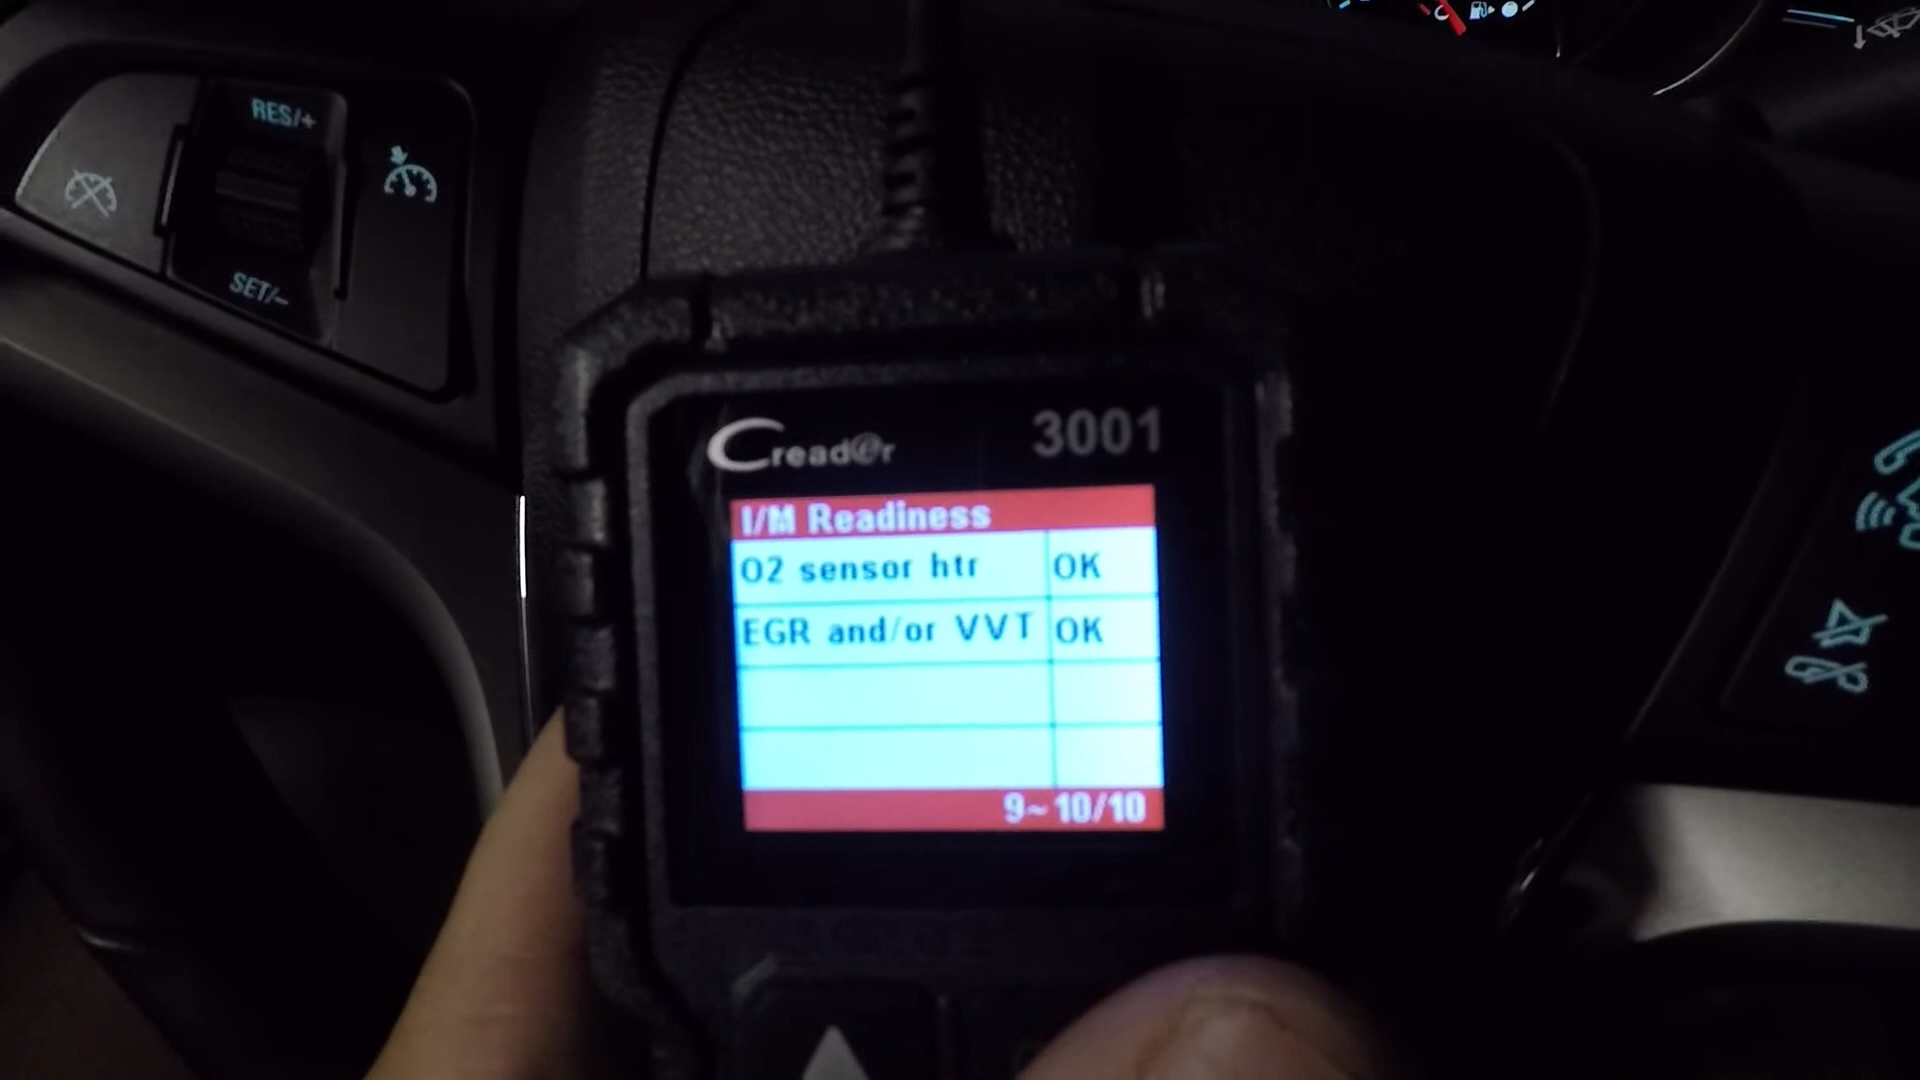 RES/+
SET/-
Cread@r 3001
I/M Readiness
O2 sensor htr OK
EGR and/or VVT OK
9~10/10